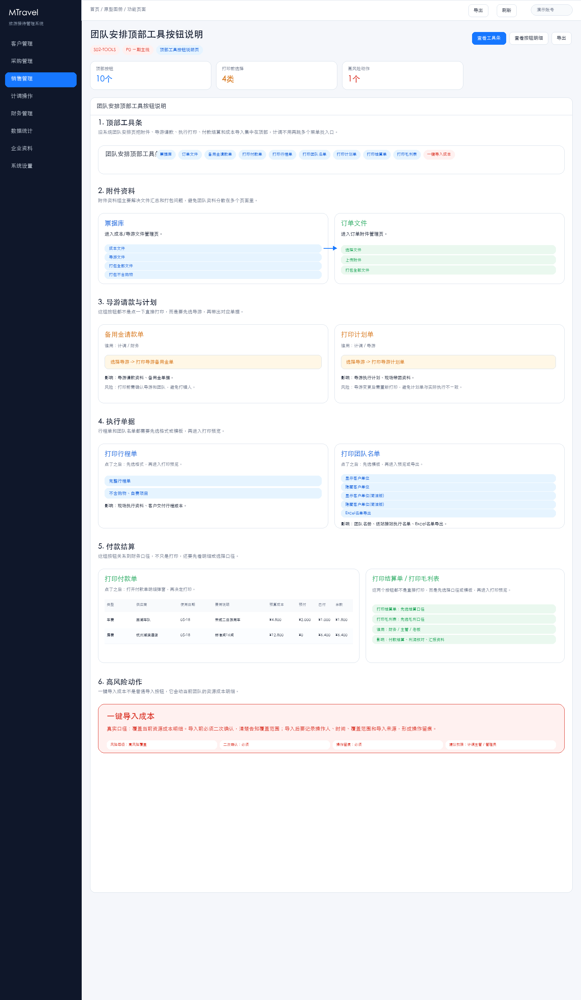 MTravel
旅游接待管理系统
客户管理
采购管理
销售管理
计调操作
财务管理
数据统计
企业资料
系统设置
首页 / 原型图册 / 功能页面
导出
刷新
演示账号
团队安排顶部工具按钮说明
查看工具条
查看按钮明细
导出
S02-TOOLS
P0 一期主线
顶部工具按钮说明页
顶部按钮
10个
打印前选择
4类
高风险动作
1个
团队安排顶部工具按钮说明
1. 顶部工具条
旧系统团队安排页把附件、导游请款、执行打印、付款结算和成本导入集中在顶部，计调不用再跳多个菜单找入口。
团队安排顶部工具
票据库
订单文件
备用金请款单
打印付款单
打印行程单
打印团队名单
打印计划单
打印结算单
打印毛利表
一键导入成本
2. 附件资料
附件资料组主要解决文件汇总和打包问题，避免团队资料分散在多个页面里。
票据库
进入成本/导游文件管理页。
成本文件
导游文件
打包全部文件
打包不含购物
订单文件
进入订单附件管理页。
选择文件
上传附件
打包全部文件
3. 导游请款与计划
这组按钮都不是点一下直接打印，而是要先选导游，再带出对应单据。
备用金请款单
谁用：计调 / 财务
选择导游 -> 打印导游备用金单
影响：导游请款资料、备用金单据。
风险：打印前需确认导游和团队，避免打错人。
打印计划单
谁用：计调 / 导游
选择导游 -> 打印导游计划单
影响：导游执行计划、现场带团资料。
风险：导游变更后需重新打印，避免计划单与实际执行不一致。
4. 执行单据
行程单和团队名单都需要先选格式或模板，再进入打印预览。
打印行程单
点了之后：先选格式，再进入打印预览。
完整行程单
不含购物、自费项目
影响：现场执行资料、客户交付行程版本。
打印团队名单
点了之后：先选模板，再进入预览或导出。
显示客户单位
隐藏客户单位
显示客户单位(简洁版)
隐藏客户单位(简洁版)
Excel名单导出
影响：团队名册、送站接站执行名单、Excel名单导出。
5. 付款结算
这组按钮关系到财务口径，不只是打印，还要先看明细或选择口径。
打印付款单
点了之后：打开付款单明细弹窗，再决定打印。
类型 供应商 使用日期 费用说明 预算成本 预付 已付 余款
车费 西湖车队 05-18 宋城二日游用车 ¥4,800 ¥2,000 ¥1,000 ¥1,800
房费 杭州湖滨酒店 05-18 标准间16间 ¥12,800 ¥0 ¥6,400 ¥6,400
打印结算单 / 打印毛利表
这两个按钮都不是直接打印，而是先选择口径或模板，再进入打印预览。
打印结算单：先选结算口径
打印毛利表：先选毛利口径
谁用：财务 / 主管 / 老板
影响：付款结算、利润核对、汇报资料
6. 高风险动作
一键导入成本不是普通导入按钮，它会动当前团队的资源成本明细。
一键导入成本
真实口径：覆盖当前资源成本明细。导入前必须二次确认，清楚告知覆盖范围；导入后要记录操作人、时间、覆盖范围和导入来源，形成操作留痕。
风险等级：高风险覆盖
二次确认：必须
操作留痕：必须
建议权限：计调主管 / 管理员